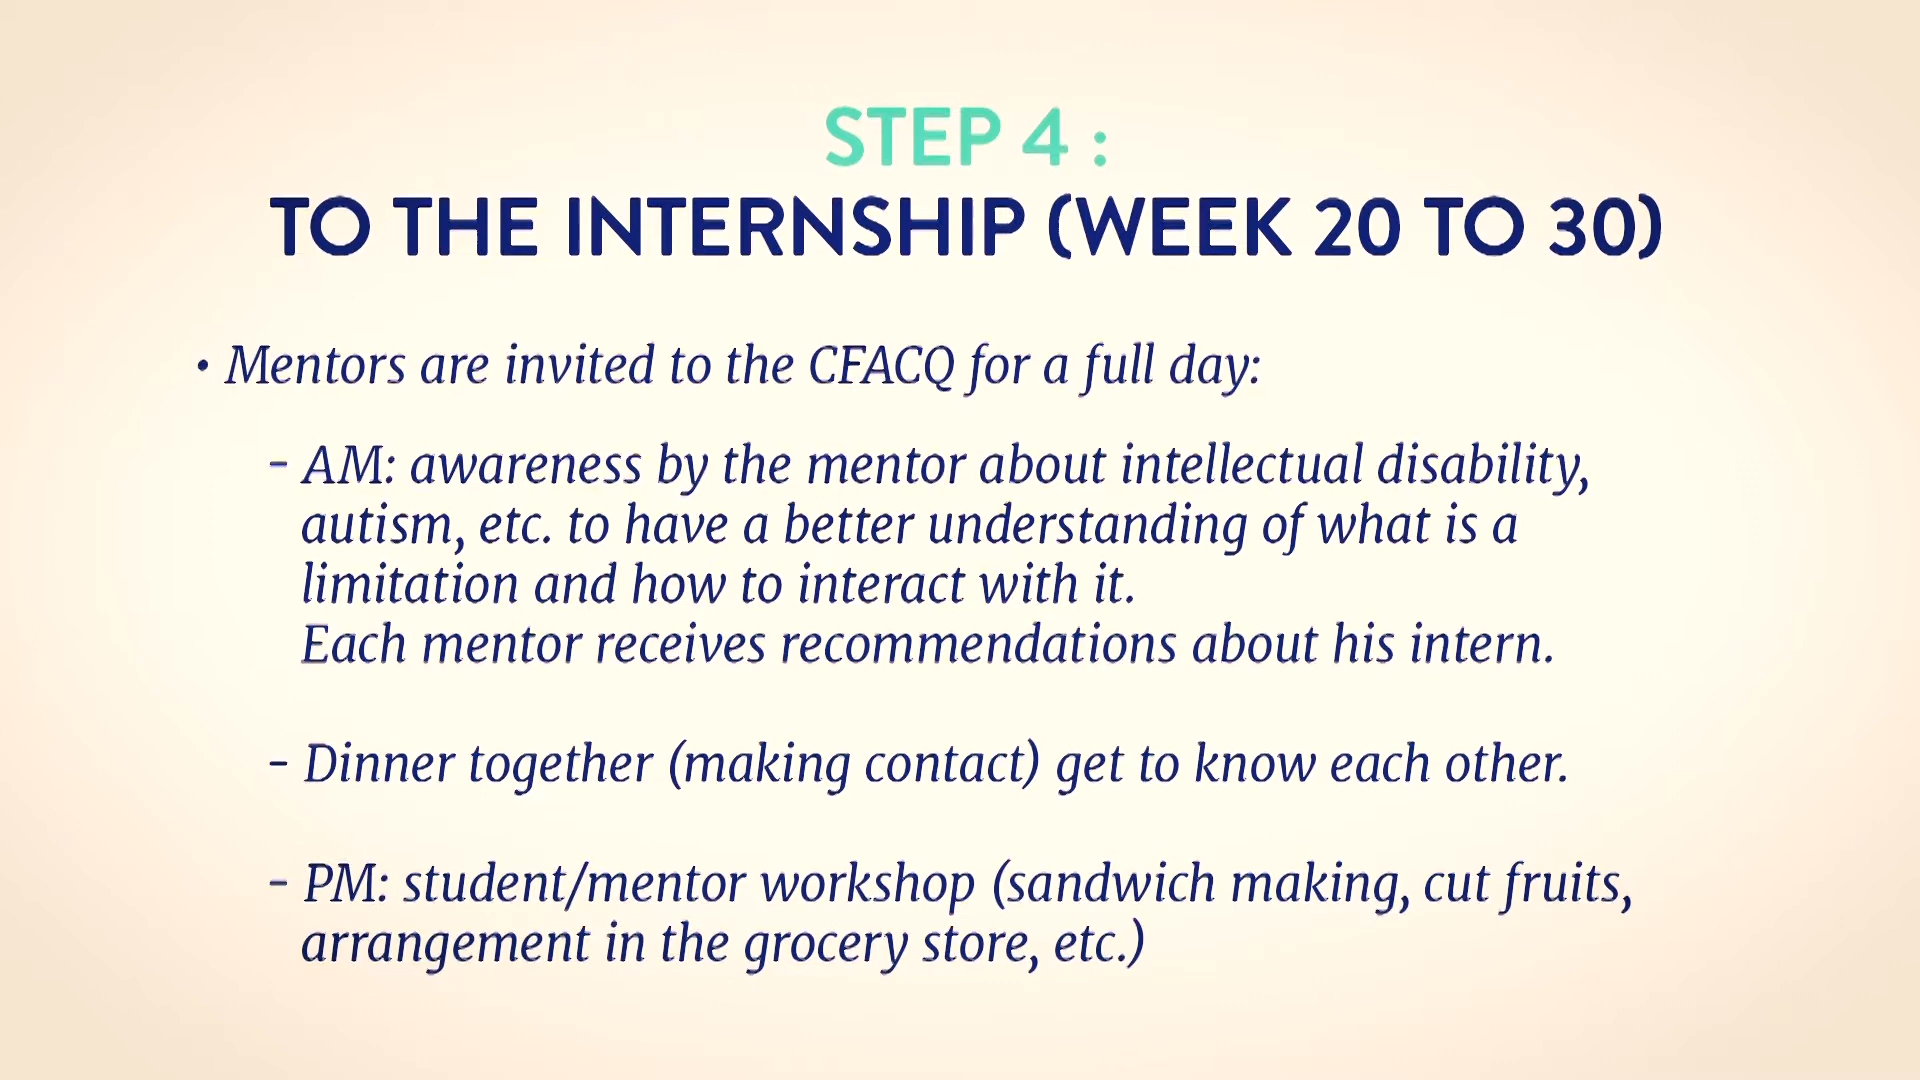 STEP 4 :
TO THE INTERNSHIP (WEEK 20 TO 30)
• Mentors are invited to the CFACQ for a full day:
- AM: awareness by the mentor about intellectual disability,
autism, etc. to have a better understanding of what is a
limitation and how to interact with it.
Each mentor receives recommendations about his intern.
- Dinner together (making contact) get to know each other.
- PM: student/mentor workshop (sandwich making, cut fruits,
arrangement in the grocery store, etc.)